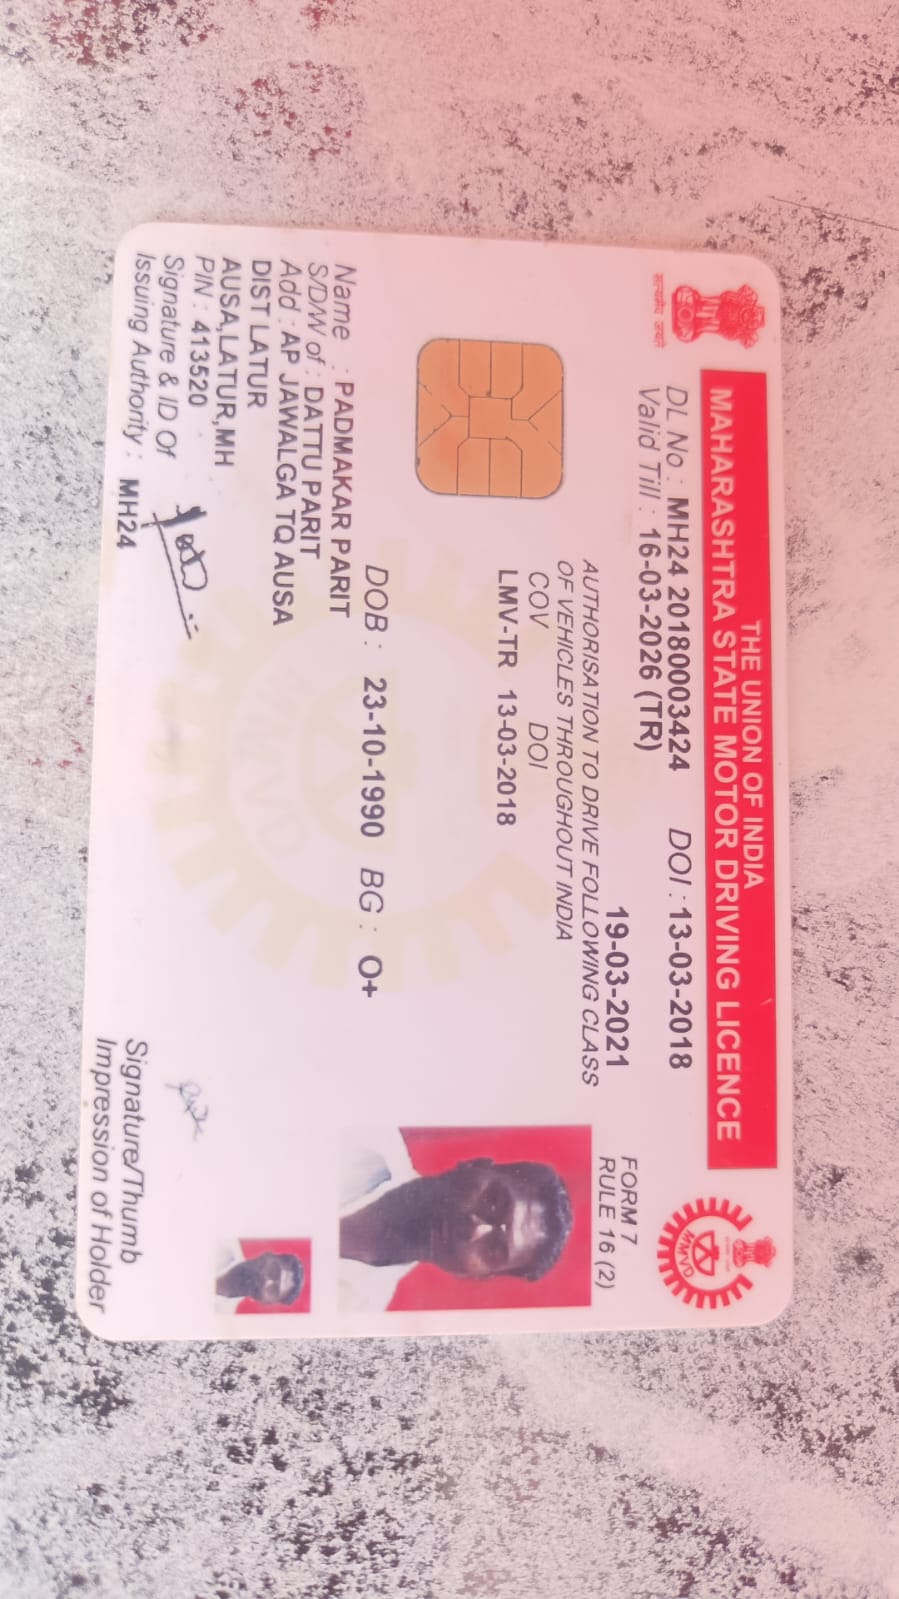 THE UNION OF INDIA
MAHARASHTRA STATE MOTOR DRIVING LICENCE
सत्यमेव जयते
MMVD
DL No : MH24 20180003424 DOI : 13-03-2018
Valid Till : 16-03-2026 (TR) 19-03-2021
FORM 7
RULE 16 (2)
AUTHORISATION TO DRIVE FOLLOWING CLASS
OF VEHICLES THROUGHOUT INDIA
COV DOI
LMV-TR 13-03-2018
DOB : 23-10-1990 BG : O+
Name : PADMAKAR PARIT
S/D/W of : DATTU PARIT
Add : AP JAWALGA TQ AUSA
DIST LATUR
AUSA,LATUR,MH
PIN : 413520
Signature & ID Of
Issuing Authority : MH24
Signature/Thumb
Impression of Holder